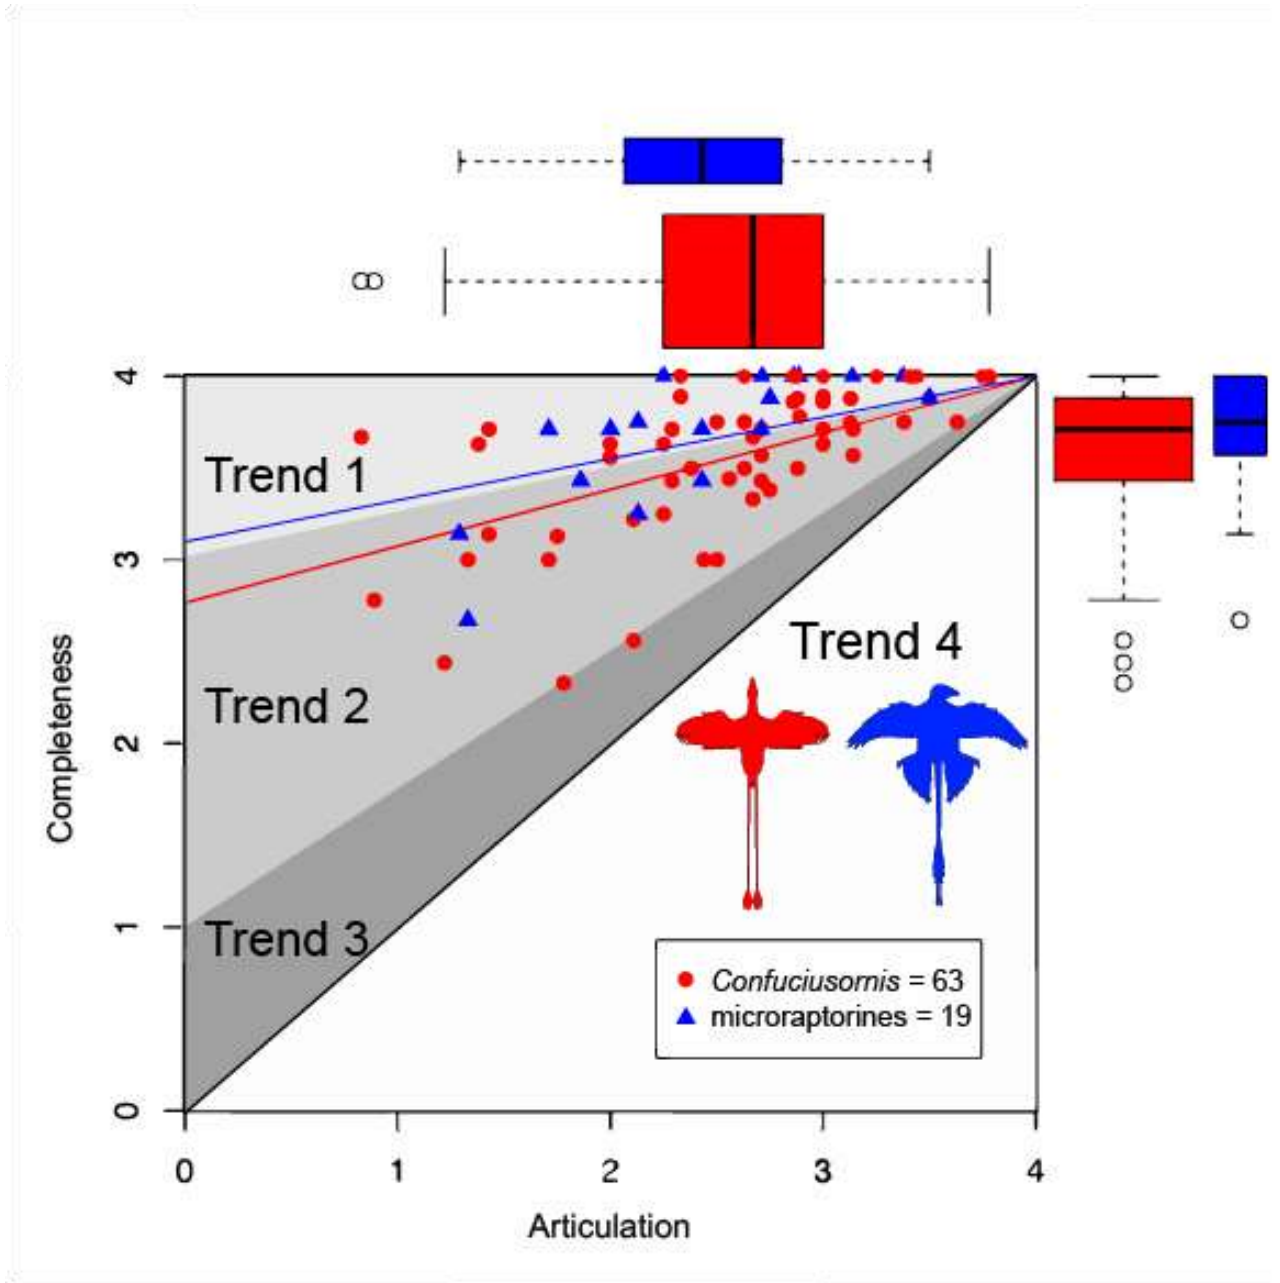 4
Trend 1
3
Trend 4
Completeness
Trend 2
2
1
Trend 3
Confuciusornis = 63
microraptorines = 19
0
0 1 2 3 4
Articulation